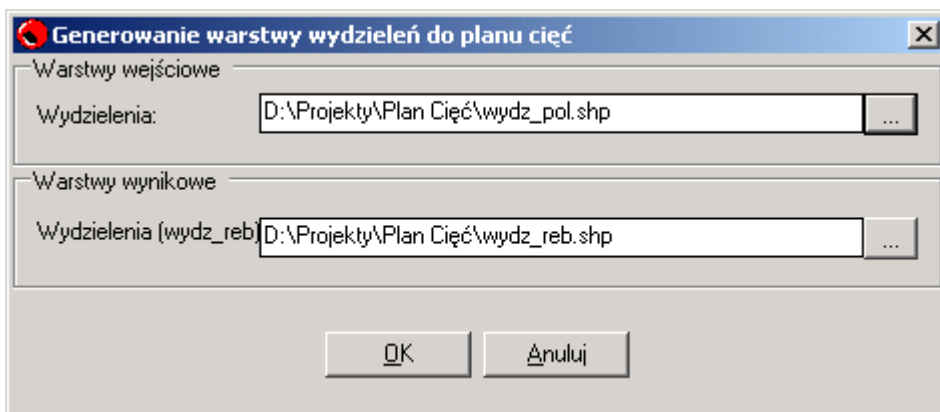 Generowanie warstwy wydzieleń do planu cięć
Warstwy wejściowe
Wydzielenia: D:\Projekty\Plan Cięć\wydz_pol.shp ...
Warstwy wynikowe
Wydzielenia (wydz_reb) D:\Projekty\Plan Cięć\wydz_reb.shp ...
OK Anuluj